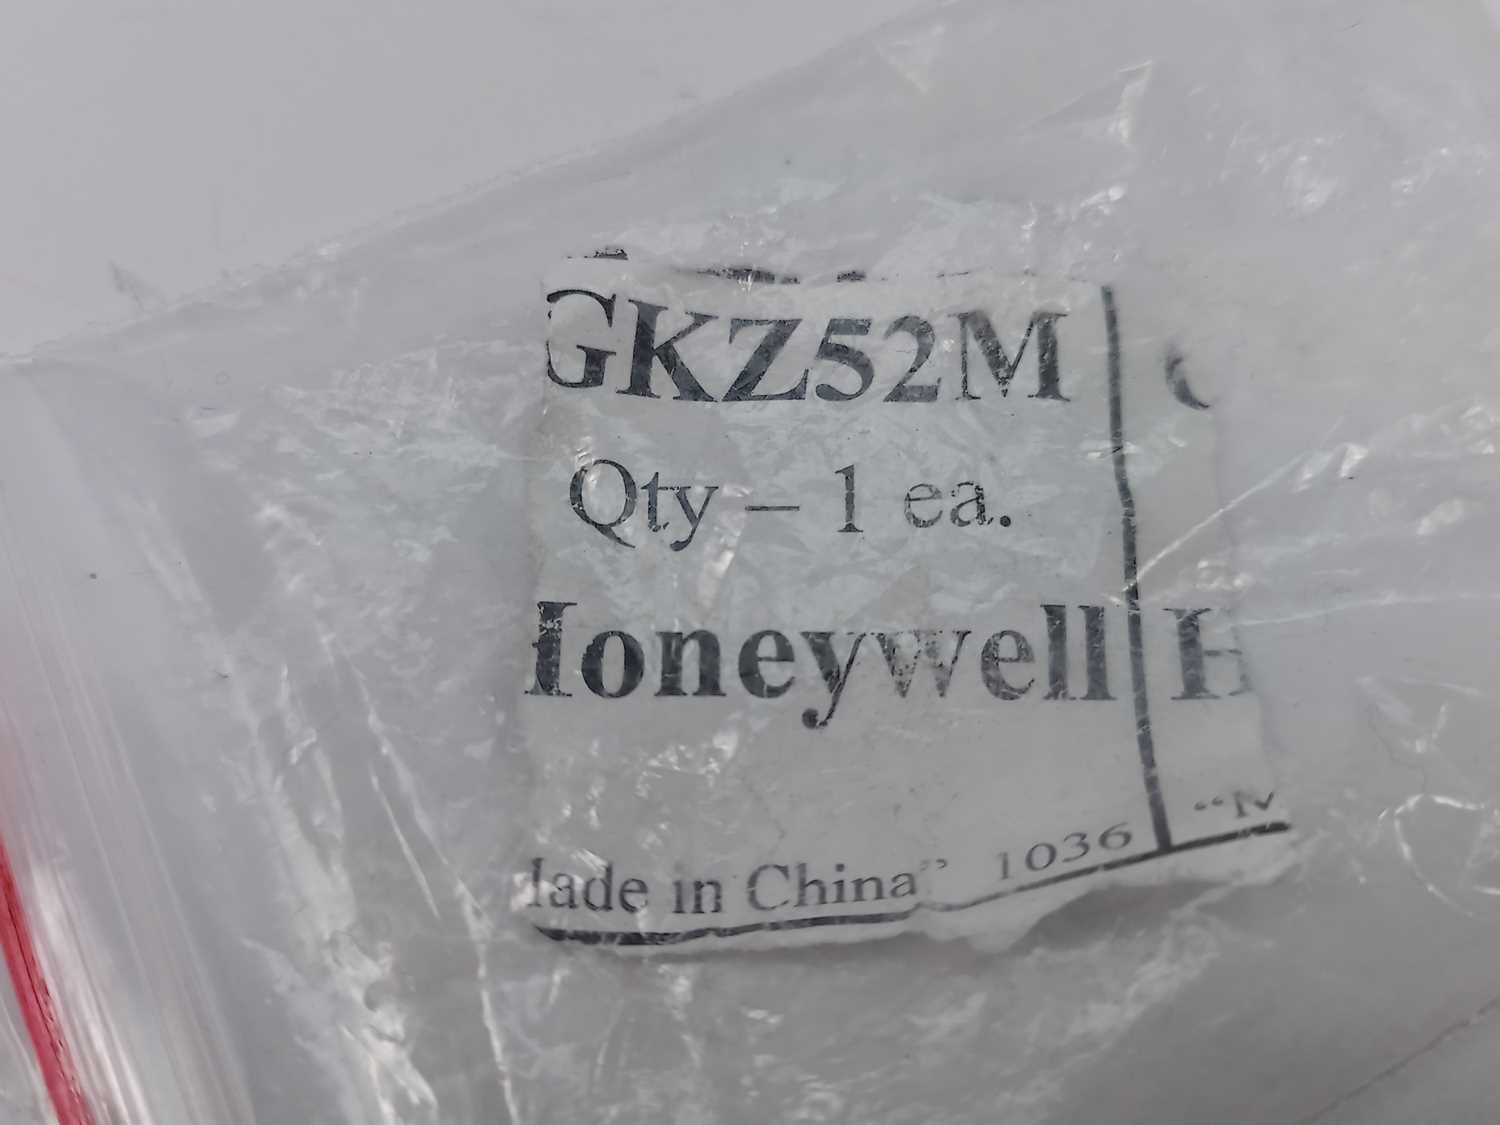 GKZ52M
Qty – 1 ea.
Honeywell H
Made in China” 1036 “M